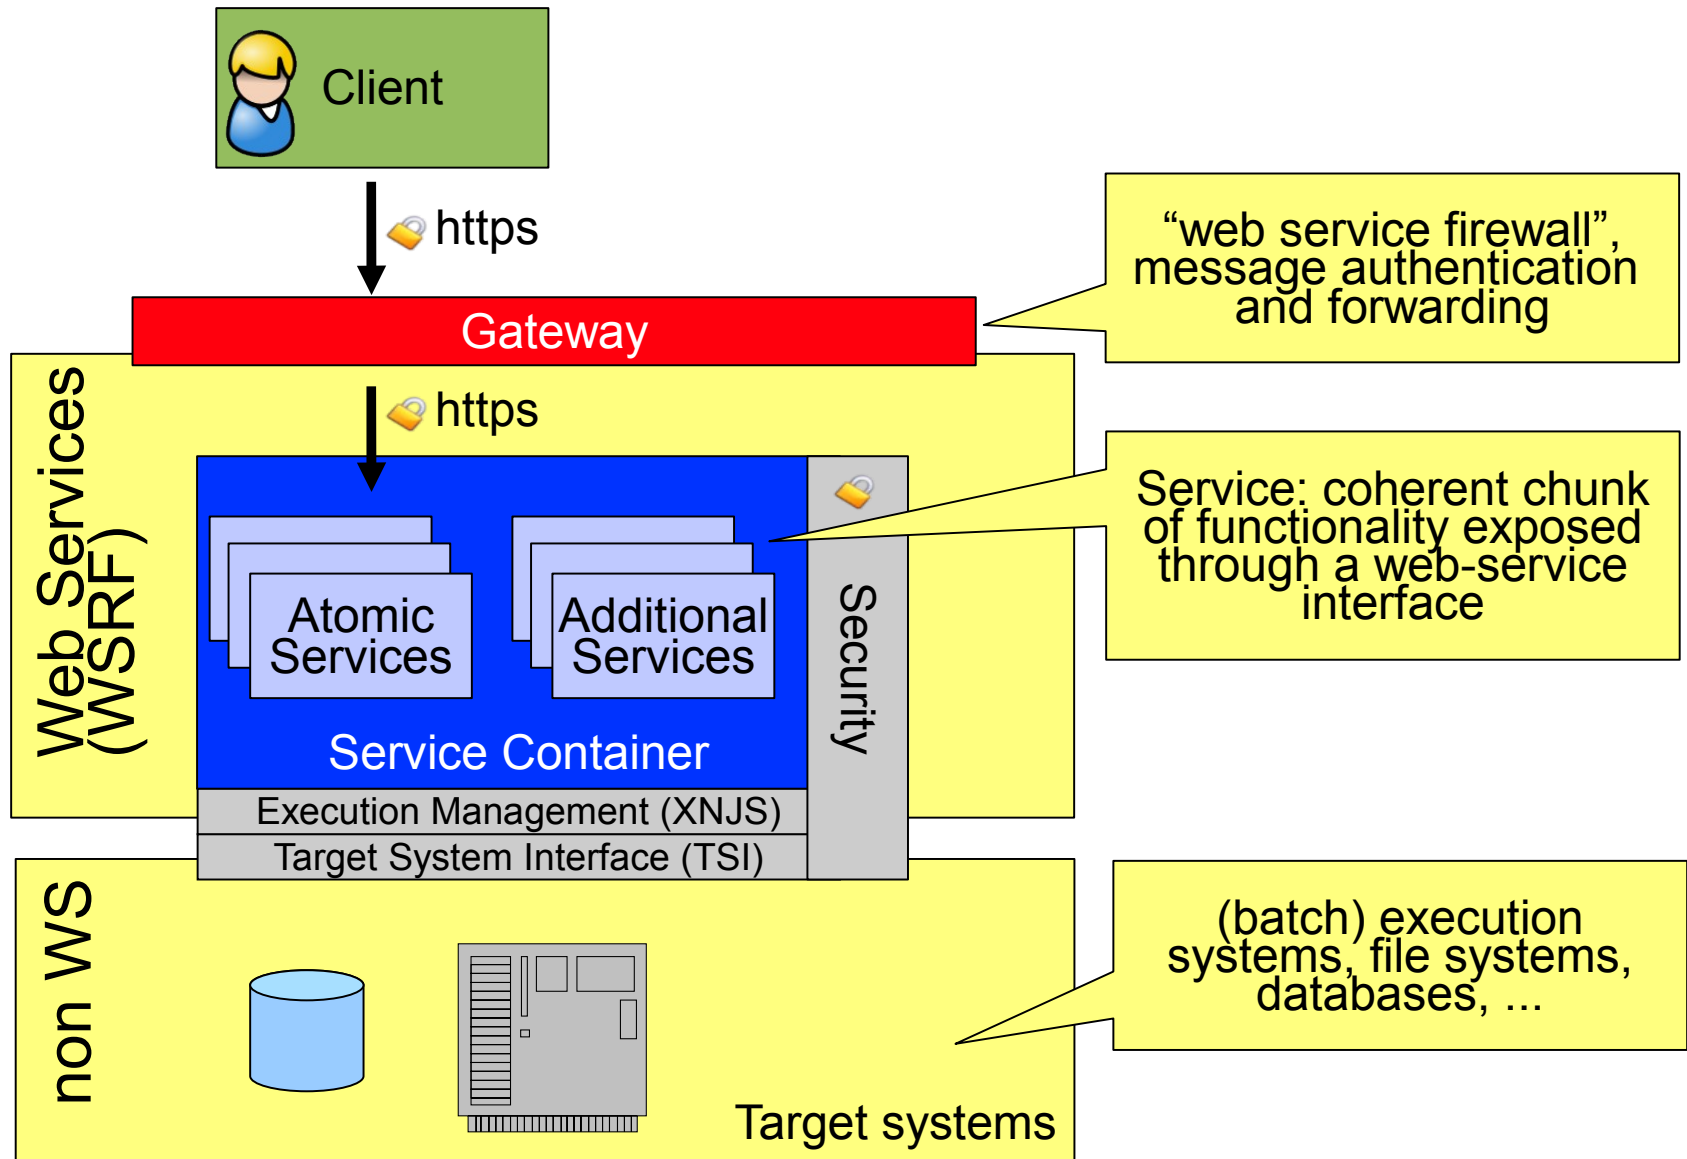 Client
https
“web service firewall”,
message authentication
and forwarding
Gateway
Web Services
(WSRF)
https
Service: coherent chunk
of functionality exposed
through a web-service
interface
Atomic
Services
Additional
Services
Security
Service Container
Execution Management (XNJS)
Target System Interface (TSI)
non WS
(batch) execution
systems, file systems,
databases, ...
Target systems